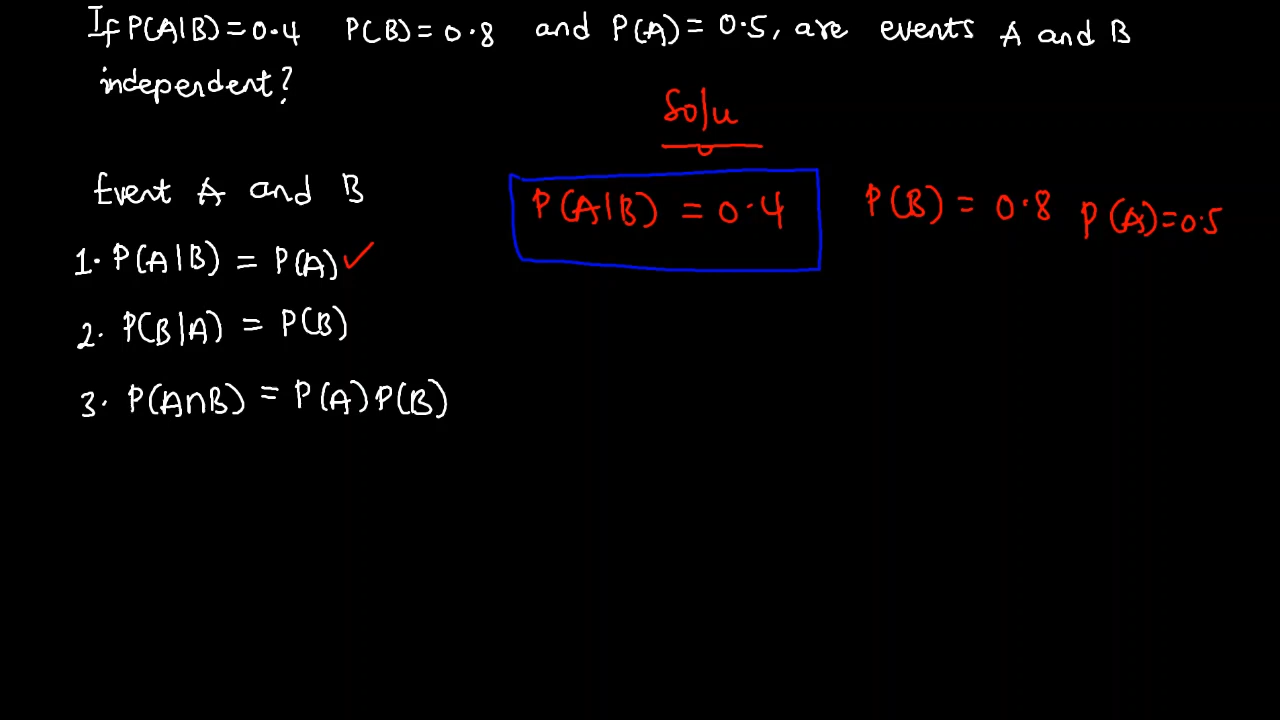 If P(A|B)=0.4 P(B)=0.8 and P(A)=0.5, are events A and B
independent?
Solu
Event A and B
1. P(A|B) = P(A) ✓
2. P(B|A) = P(B)
3. P(A∩B) = P(A)P(B)
P(A|B) = 0.4 P(B) = 0.8 P(A)=0.5